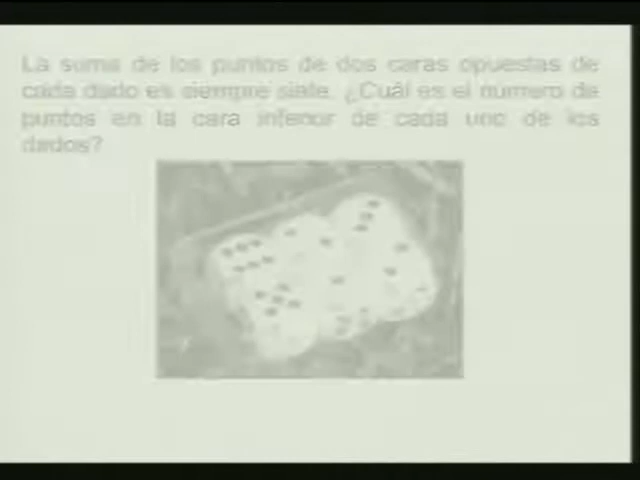 La suma de los puntos de dos caras opuestas de
cada dado es siempre siete. ¿Cuál es el numero de
puntos en la cara inferior de cada uno de los
dados?